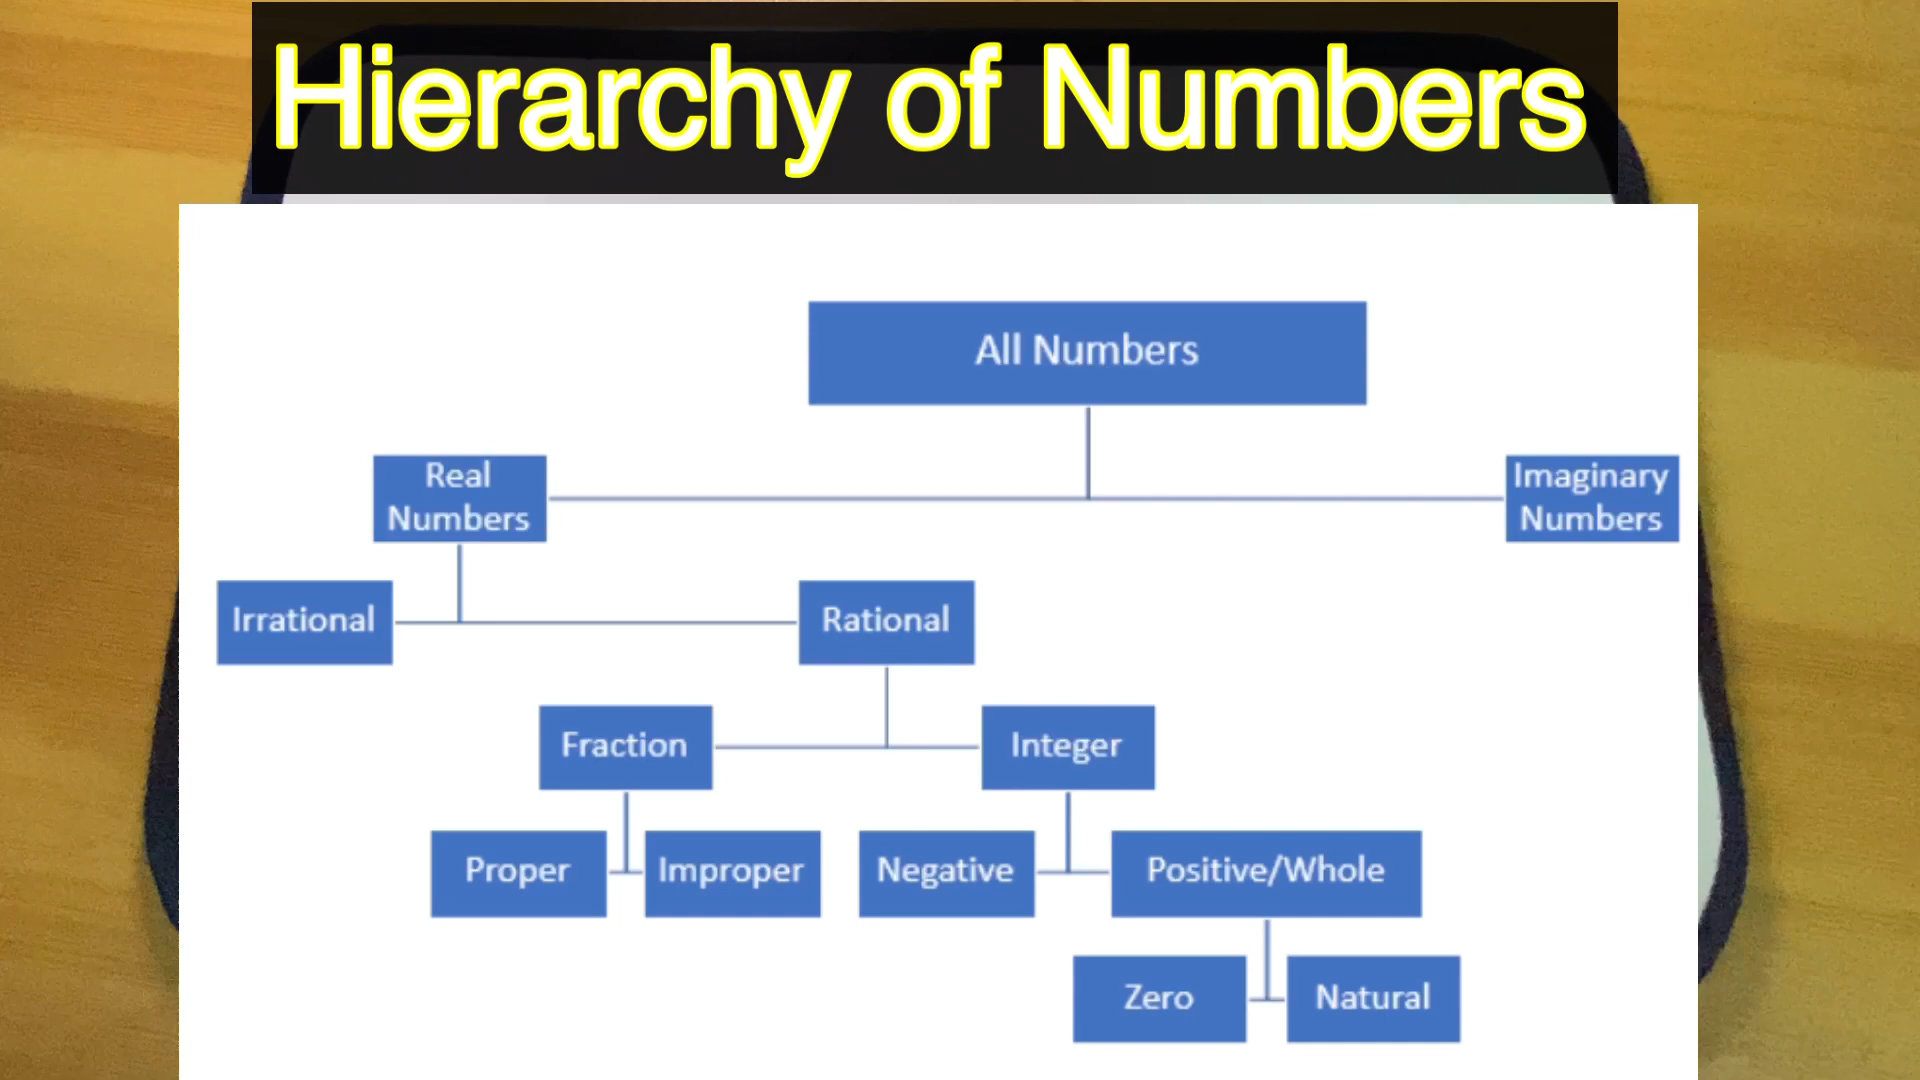 Hierarchy of Numbers
All Numbers
Real
Numbers
Imaginary
Numbers
Irrational
Rational
Fraction
Integer
Proper
Improper
Negative
Positive/Whole
Zero
Natural